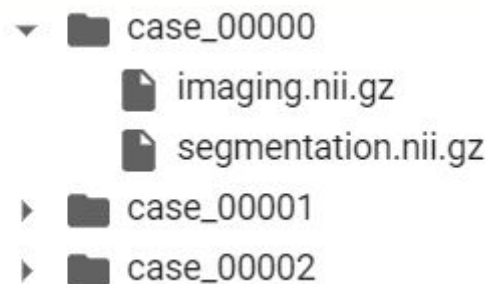 case_00000
imaging.nii.gz
segmentation.nii.gz
case_00001
case_00002